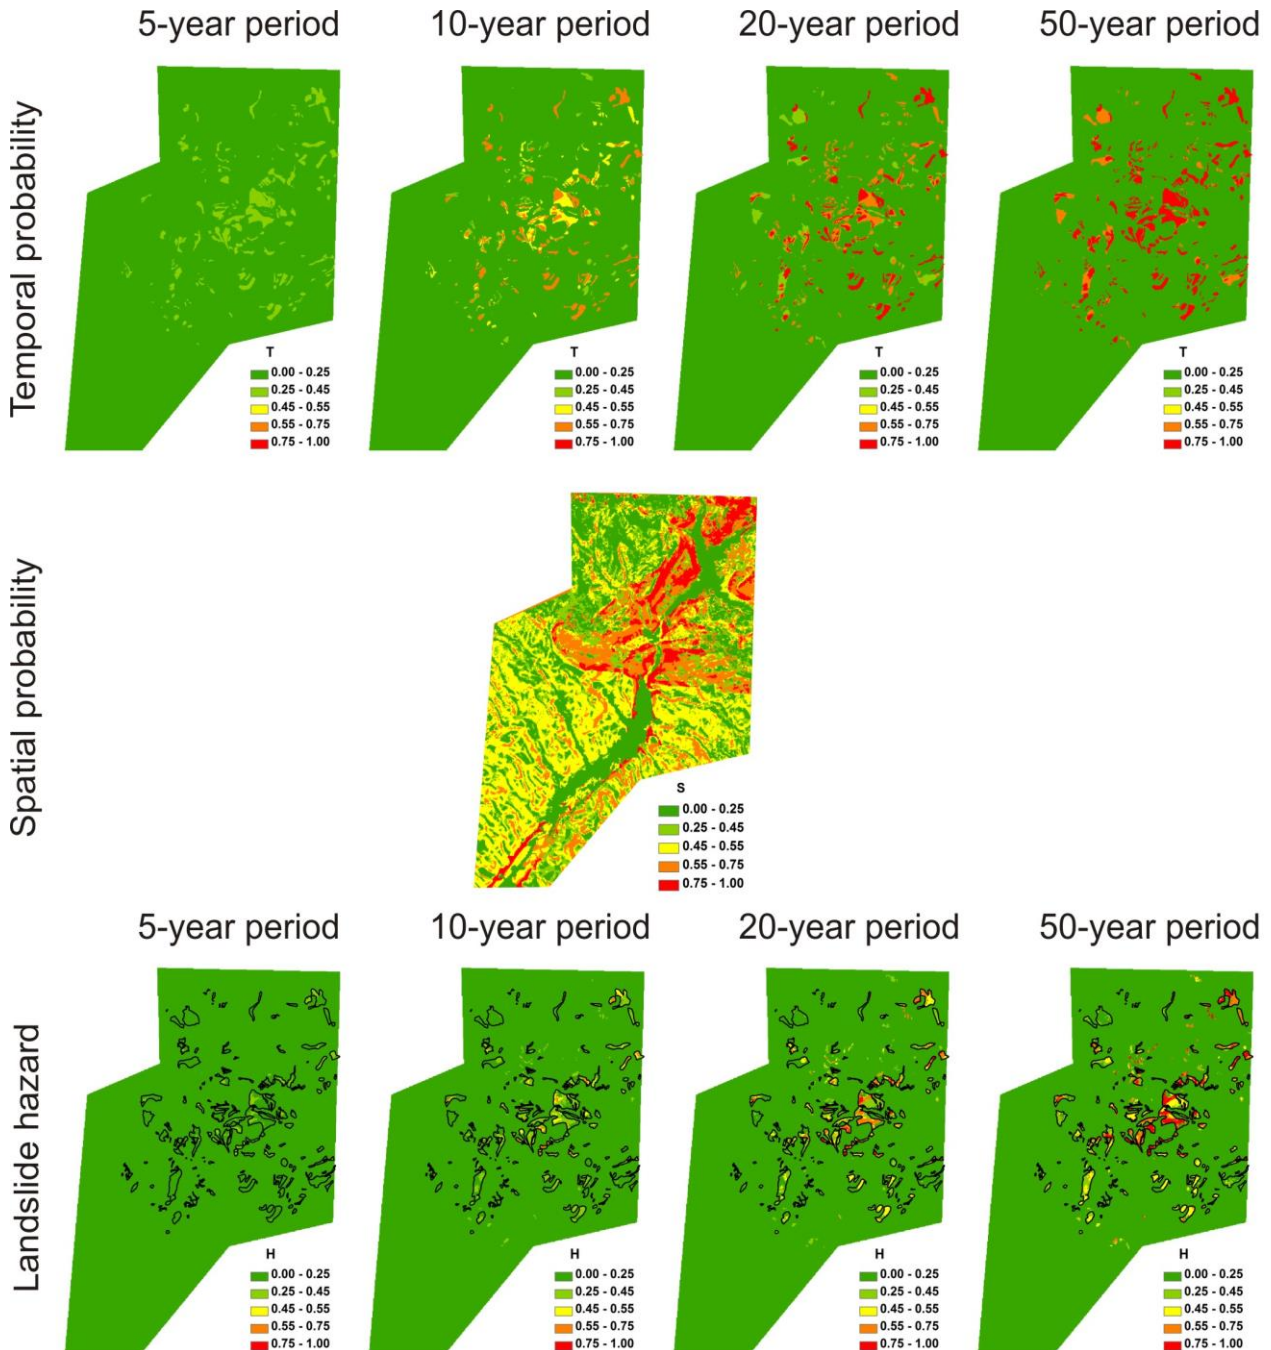 5-year period
10-year period
20-year period
50-year period
Temporal probability
T
0.00 - 0.25
0.25 - 0.45
0.45 - 0.55
0.55 - 0.75
0.75 - 1.00
T
0.00 - 0.25
0.25 - 0.45
0.45 - 0.55
0.55 - 0.75
0.75 - 1.00
T
0.00 - 0.25
0.25 - 0.45
0.45 - 0.55
0.55 - 0.75
0.75 - 1.00
T
0.00 - 0.25
0.25 - 0.45
0.45 - 0.55
0.55 - 0.75
0.75 - 1.00
Spatial probability
S
0.00 - 0.25
0.25 - 0.45
0.45 - 0.55
0.55 - 0.75
0.75 - 1.00
5-year period
10-year period
20-year period
50-year period
Landslide hazard
H
0.00 - 0.25
0.25 - 0.45
0.45 - 0.55
0.55 - 0.75
0.75 - 1.00
H
0.00 - 0.25
0.25 - 0.45
0.45 - 0.55
0.55 - 0.75
0.75 - 1.00
H
0.00 - 0.25
0.25 - 0.45
0.45 - 0.55
0.55 - 0.75
0.75 - 1.00
H
0.00 - 0.25
0.25 - 0.45
0.45 - 0.55
0.55 - 0.75
0.75 - 1.00